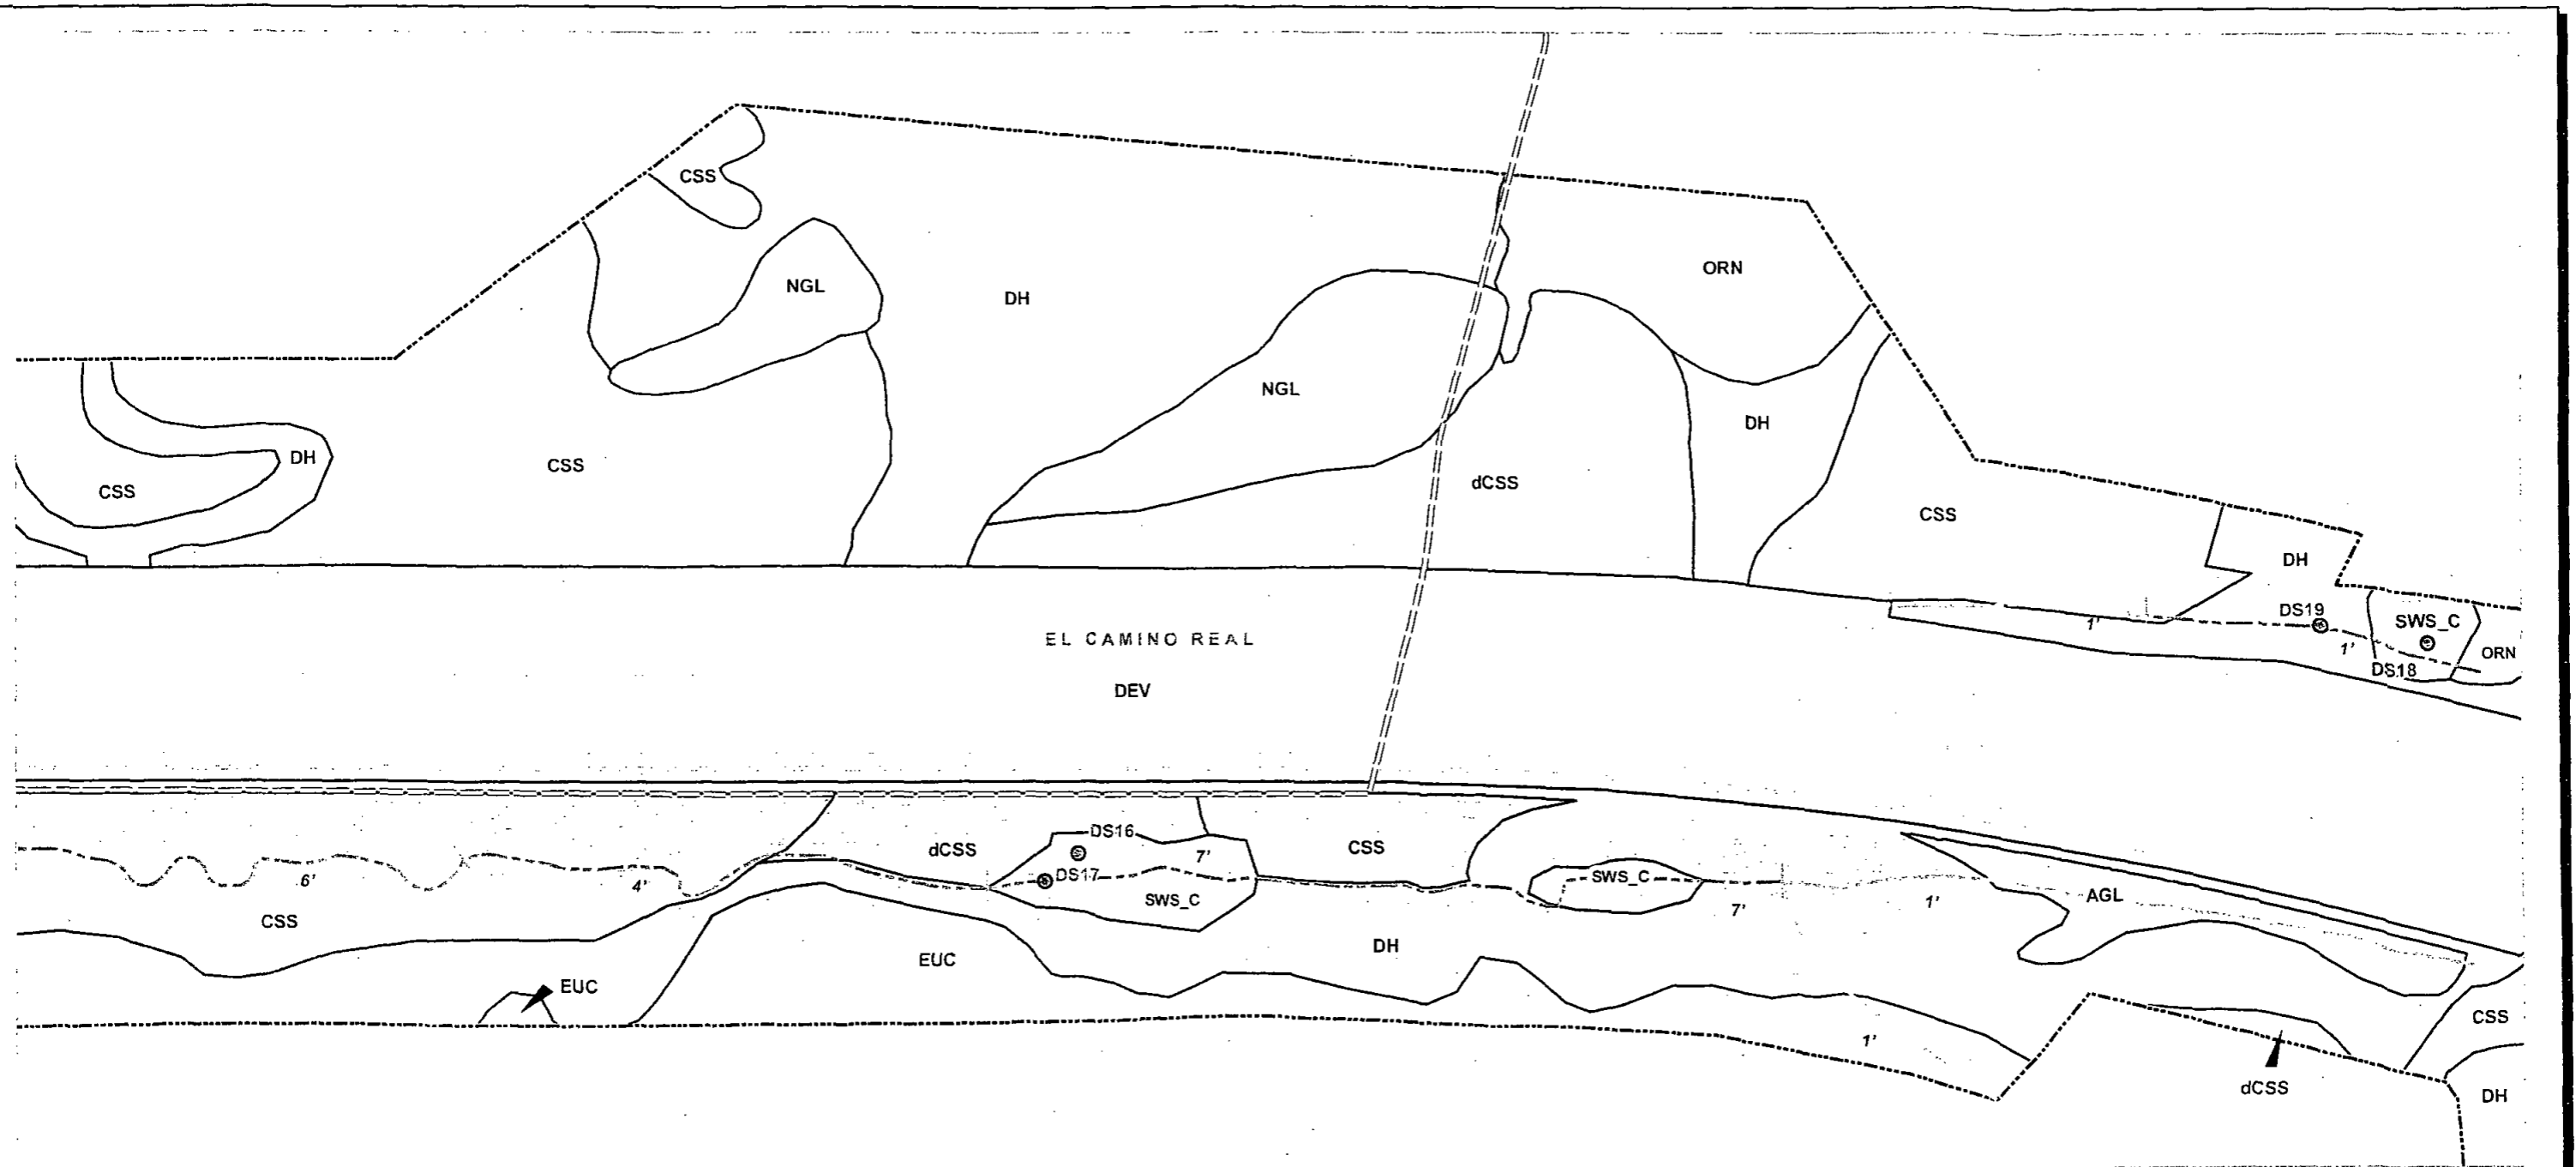 CSS
NGL
DH
ORN
NGL
DH
DH
CSS
CSS
dCSS
CSS
DH
DS19
SWS_C
1'
1'
DS18
ORN
EL CAMINO REAL
DEV
DS16
dCSS
7'
CSS
DS17
6'
4'
SWS_C
SWS_C
7'
1'
AGL
CSS
DH
EUC
EUC
CSS
1'
dCSS
DH